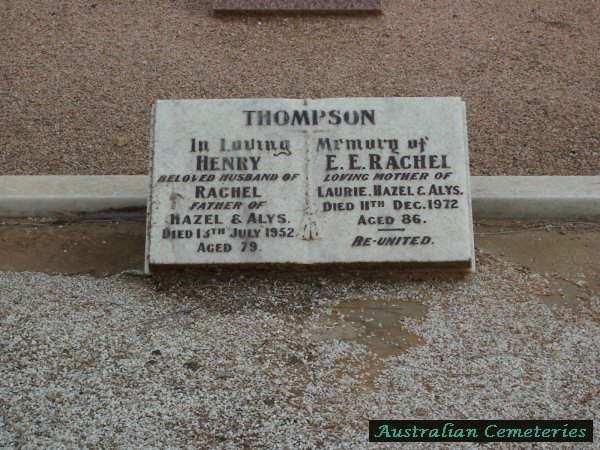 THOMPSON
In Loving Memory of
HENRY
BELOVED HUSBAND OF
RACHEL
FATHER OF
HAZEL & ALYS.
DIED 13TH JULY 1952
AGED 79.
E.E.RACHEL
LOVING MOTHER OF
LAURIE, HAZEL & ALYS.
DIED 11TH DEC. 1972
AGED 86.
RE-UNITED.
Australian Cemeteries